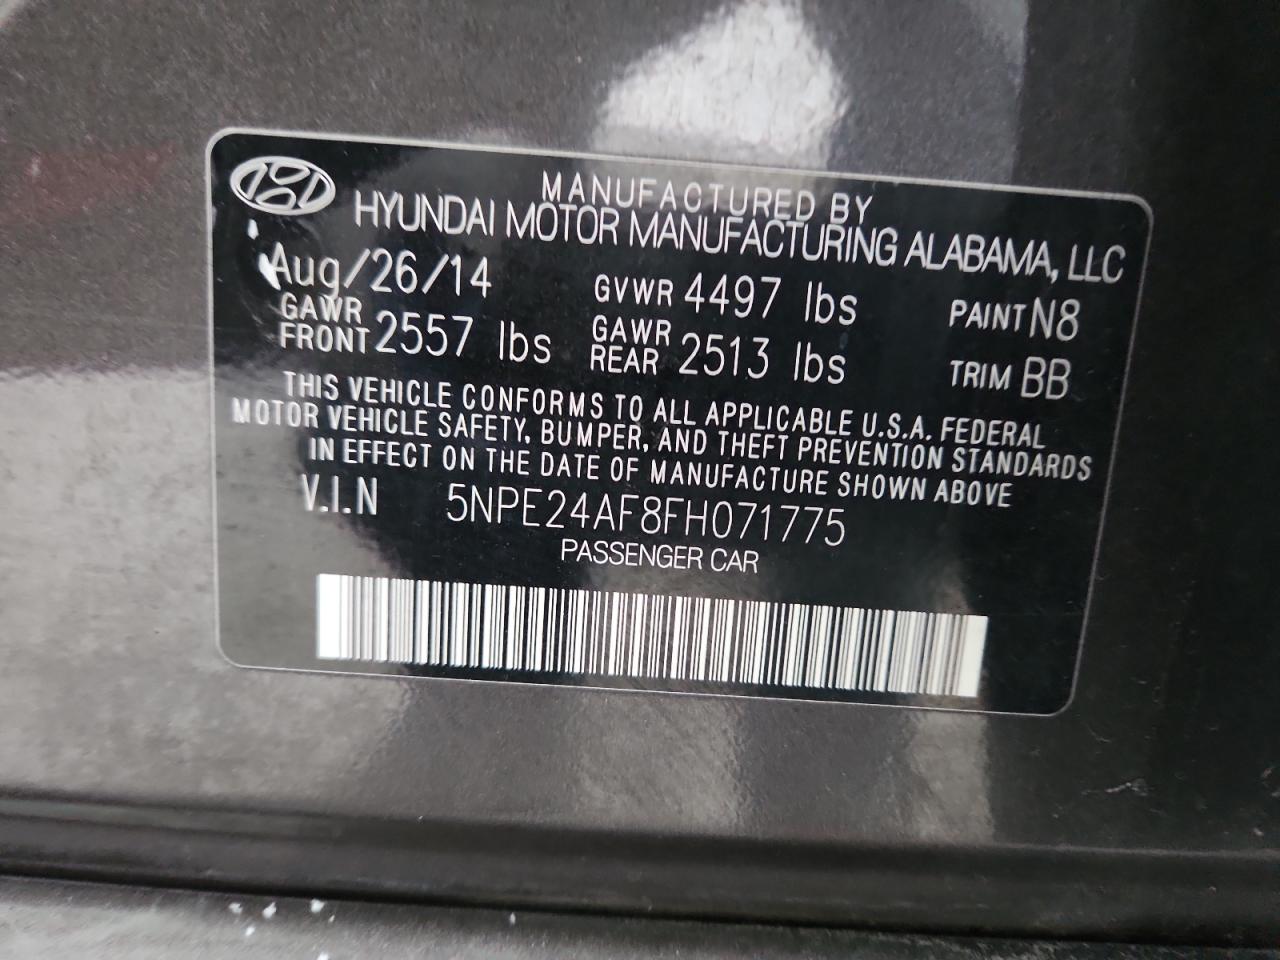 MANUFACTURED BY
HYUNDAI MOTOR MANUFACTURING ALABAMA, LLC
Aug/26/14 GVWR 4497 lbs PAINT N8
GAWR FRONT 2557 lbs GAWR REAR 2513 lbs TRIM BB
THIS VEHICLE CONFORMS TO ALL APPLICABLE U.S.A. FEDERAL
MOTOR VEHICLE SAFETY, BUMPER, AND THEFT PREVENTION STANDARDS
IN EFFECT ON THE DATE OF MANUFACTURE SHOWN ABOVE
V.I.N 5NPE24AF8FH071775
PASSENGER CAR